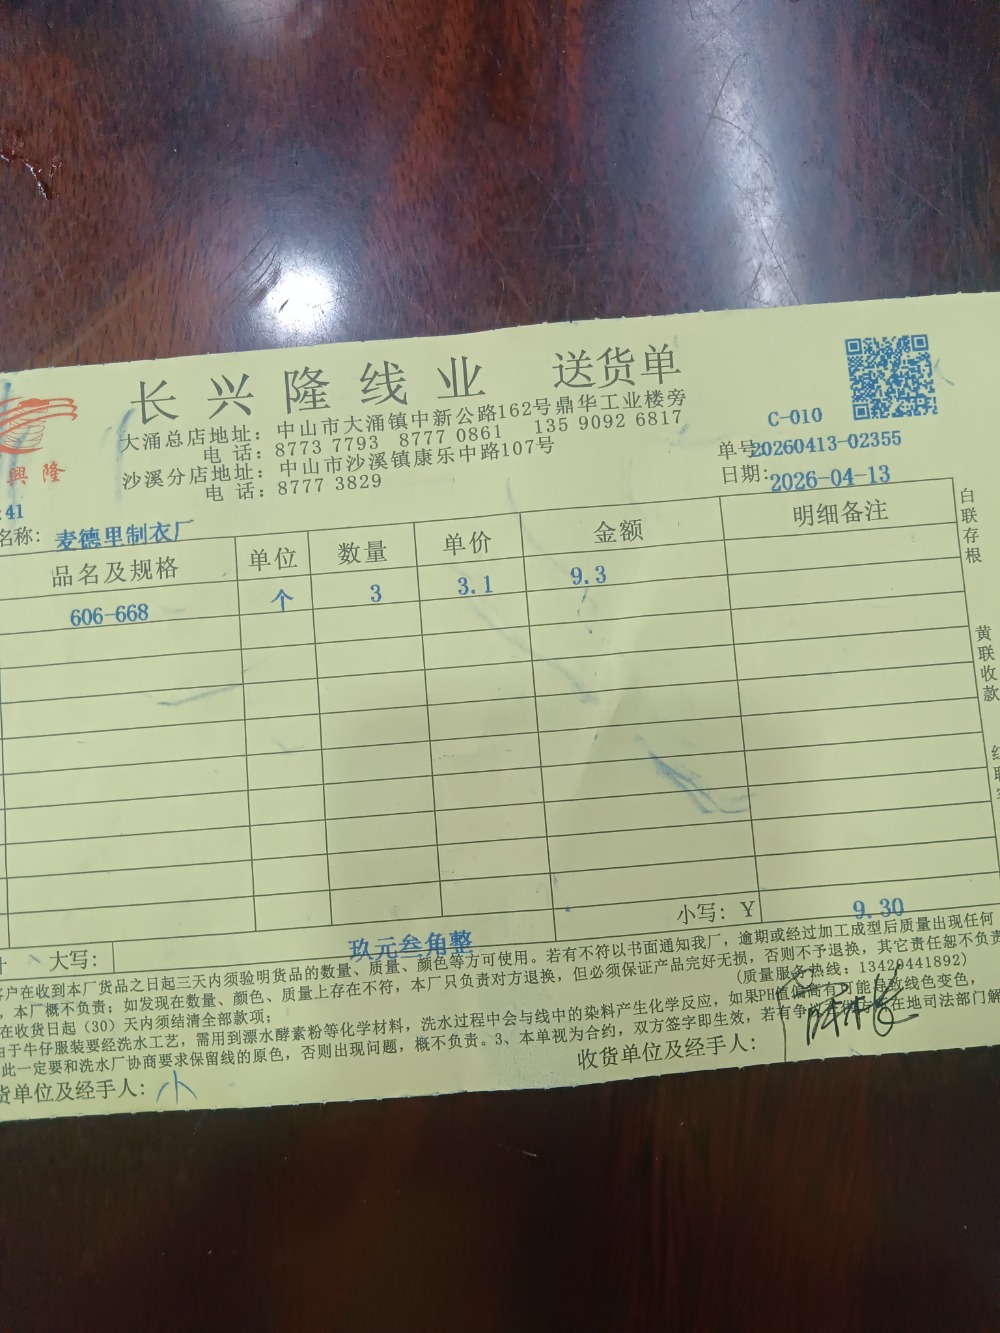 长兴隆线业 送货单
興隆
大涌总店地址：中山市大涌镇中新公路162号鼎华工业楼旁
电 话：8773 7793 8777 0861 135 9092 6817
沙溪分店地址：中山市沙溪镇康乐中路107号
电 话：8777 3829
C-010
单号20260413-02355
日期：2026-04-13
:41
名称：麦德里制衣厂
品名及规格 单位 数量 单价 金额 明细备注
606-668 个 3 3.1 9.3
白联存根
黄联收款
大写： 玖元叁角整 小写：Y 9.30
客户在收到本厂货品之日起三天内须验明货品的数量、质量、颜色等方可使用。若有不符以书面通知我厂，逾期或经过加工成型后质量出现任何
，本厂概不负责；如发现在数量、颜色、质量上存在不符，本厂只负责对方退换，但必须保证产品完好无损，否则不予退换，其它责任恕不负责
在收货日起（30）天内须结清全部款项； （质量服务热线：13420441892）
由于牛仔服装要经洗水工艺，需用到漂水酵素粉等化学材料，洗水过程中会与线中的染料产生化学反应，如果PH值偏高有可能导致线色变色，
此一定要和洗水厂协商要求保留线的原色，否则出现问题，概不负责。3、本单视为合约，双方签字即生效，若有争议 在地司法部门解
货单位及经手人：小 收货单位及经手人：